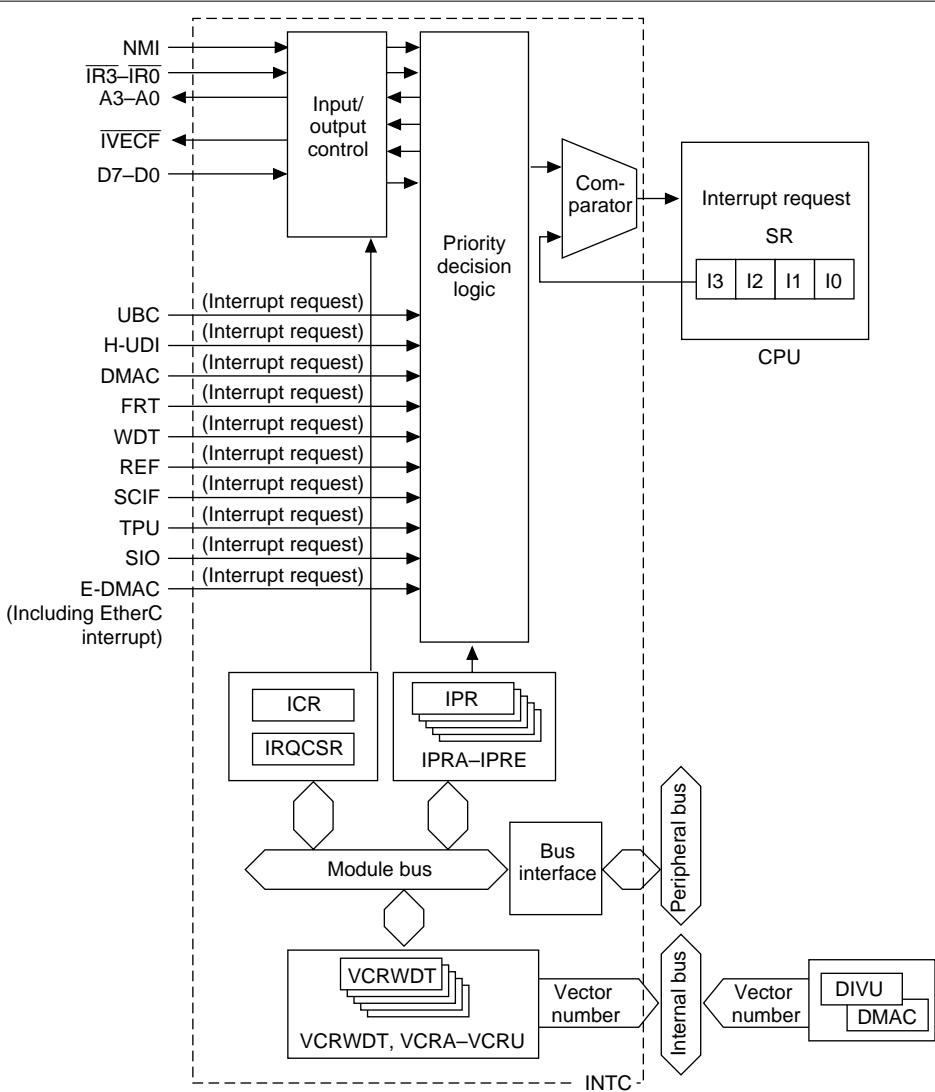 NMI
IR3–IR0
A3–A0
IVECF
D7–D0
Input/
output
control
Priority
decision
logic
Com-
parator
Interrupt request
SR
I3 I2 I1 I0
CPU
UBC (Interrupt request)
H-UDI (Interrupt request)
DMAC (Interrupt request)
FRT (Interrupt request)
WDT (Interrupt request)
REF (Interrupt request)
SCIF (Interrupt request)
TPU (Interrupt request)
SIO (Interrupt request)
E-DMAC (Interrupt request)
(Including EtherC
interrupt)
ICR
IRQCSR
IPR
IPRA–IPRE
Module bus
Bus
interface
Peripheral bus
VCRWDT
VCRWDT, VCRA–VCRU
Vector
number
Internal bus
Vector
number
DIVU
DMAC
INTC